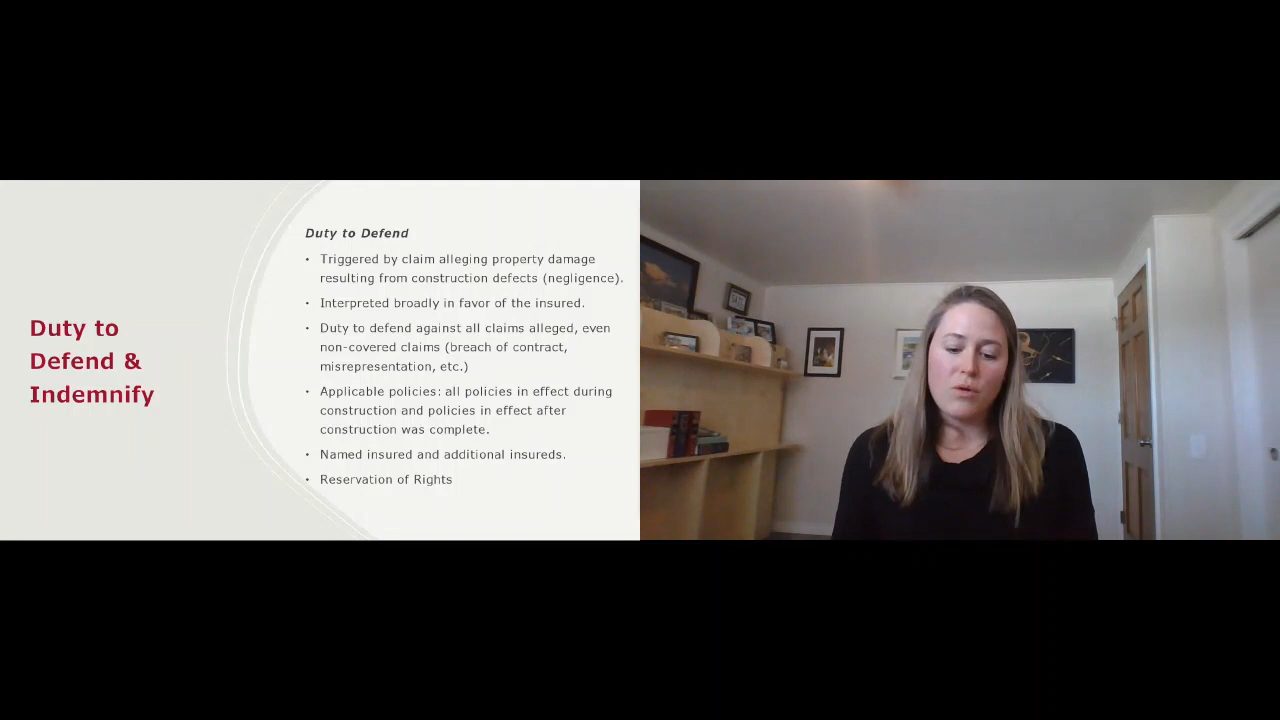 Duty to
Defend &
Indemnify
Duty to Defend
• Triggered by claim alleging property damage
resulting from construction defects (negligence).
• Interpreted broadly in favor of the insured.
• Duty to defend against all claims alleged, even
non-covered claims (breach of contract,
misrepresentation, etc.)
• Applicable policies: all policies in effect during
construction and policies in effect after
construction was complete.
• Named insured and additional insureds.
• Reservation of Rights